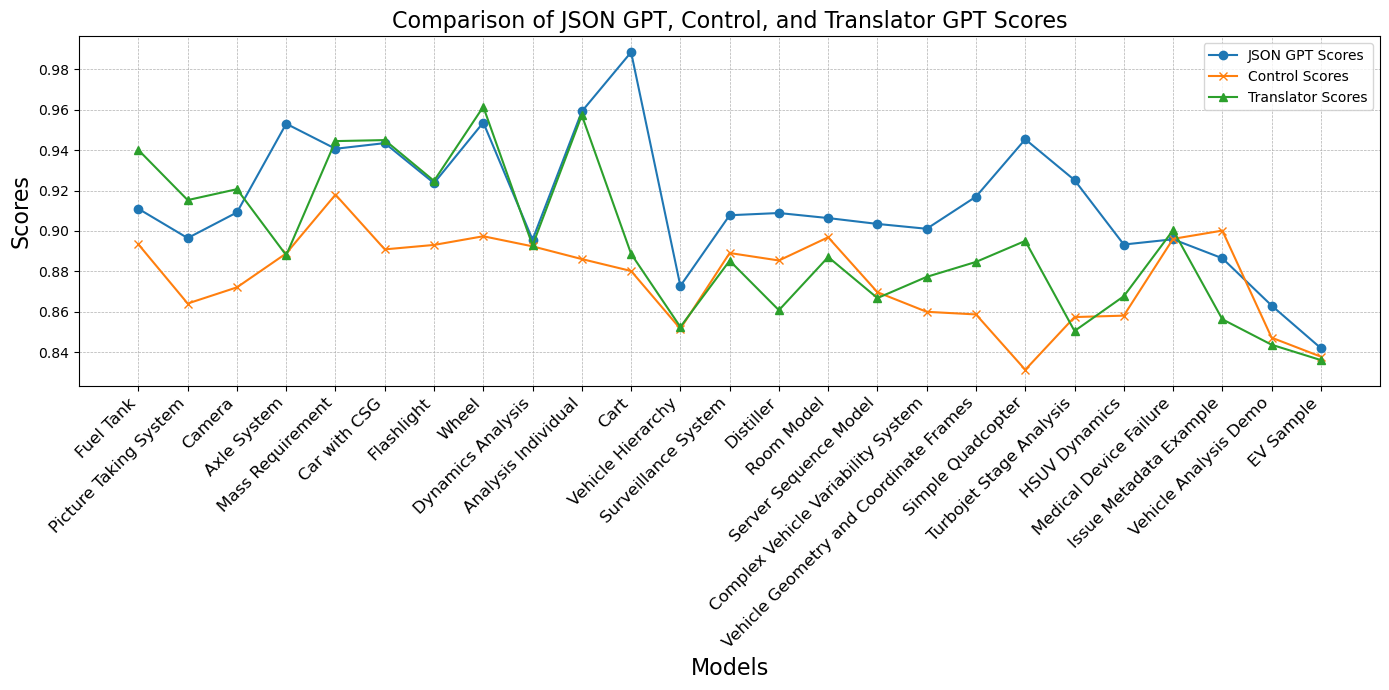 Comparison of JSON GPT, Control, and Translator GPT Scores
JSON GPT Scores
Control Scores
Translator Scores
Scores
0.98
0.96
0.94
0.92
0.90
0.88
0.86
0.84
Fuel Tank
Picture Taking System
Camera
Axle System
Mass Requirement
Car with CSG
Flashlight
Wheel
Dynamics Analysis
Analysis Individual
Cart
Vehicle Hierarchy
Surveillance System
Distiller
Room Model
Server Sequence Model
Complex Vehicle Variability System
Vehicle Geometry and Coordinate Frames
Simple Quadcopter
Turbojet Stage Analysis
HSUV Dynamics
Medical Device Failure
Issue Metadata Example
Vehicle Analysis Demo
EV Sample
Models